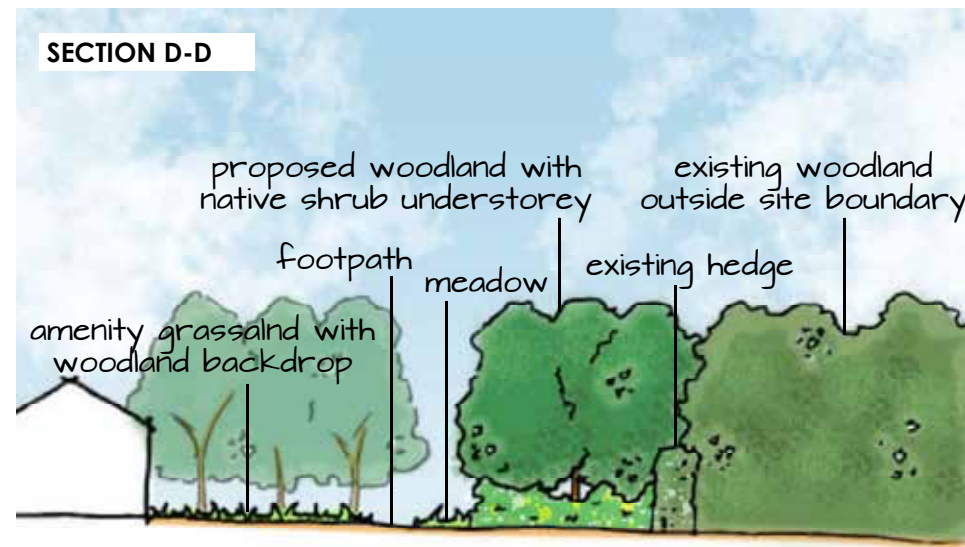 SECTION D-D
proposed woodland with
native shrub understorey
existing woodland
outside site boundary
footpath
meadow
existing hedge
amenity grassalnd with
woodland backdrop